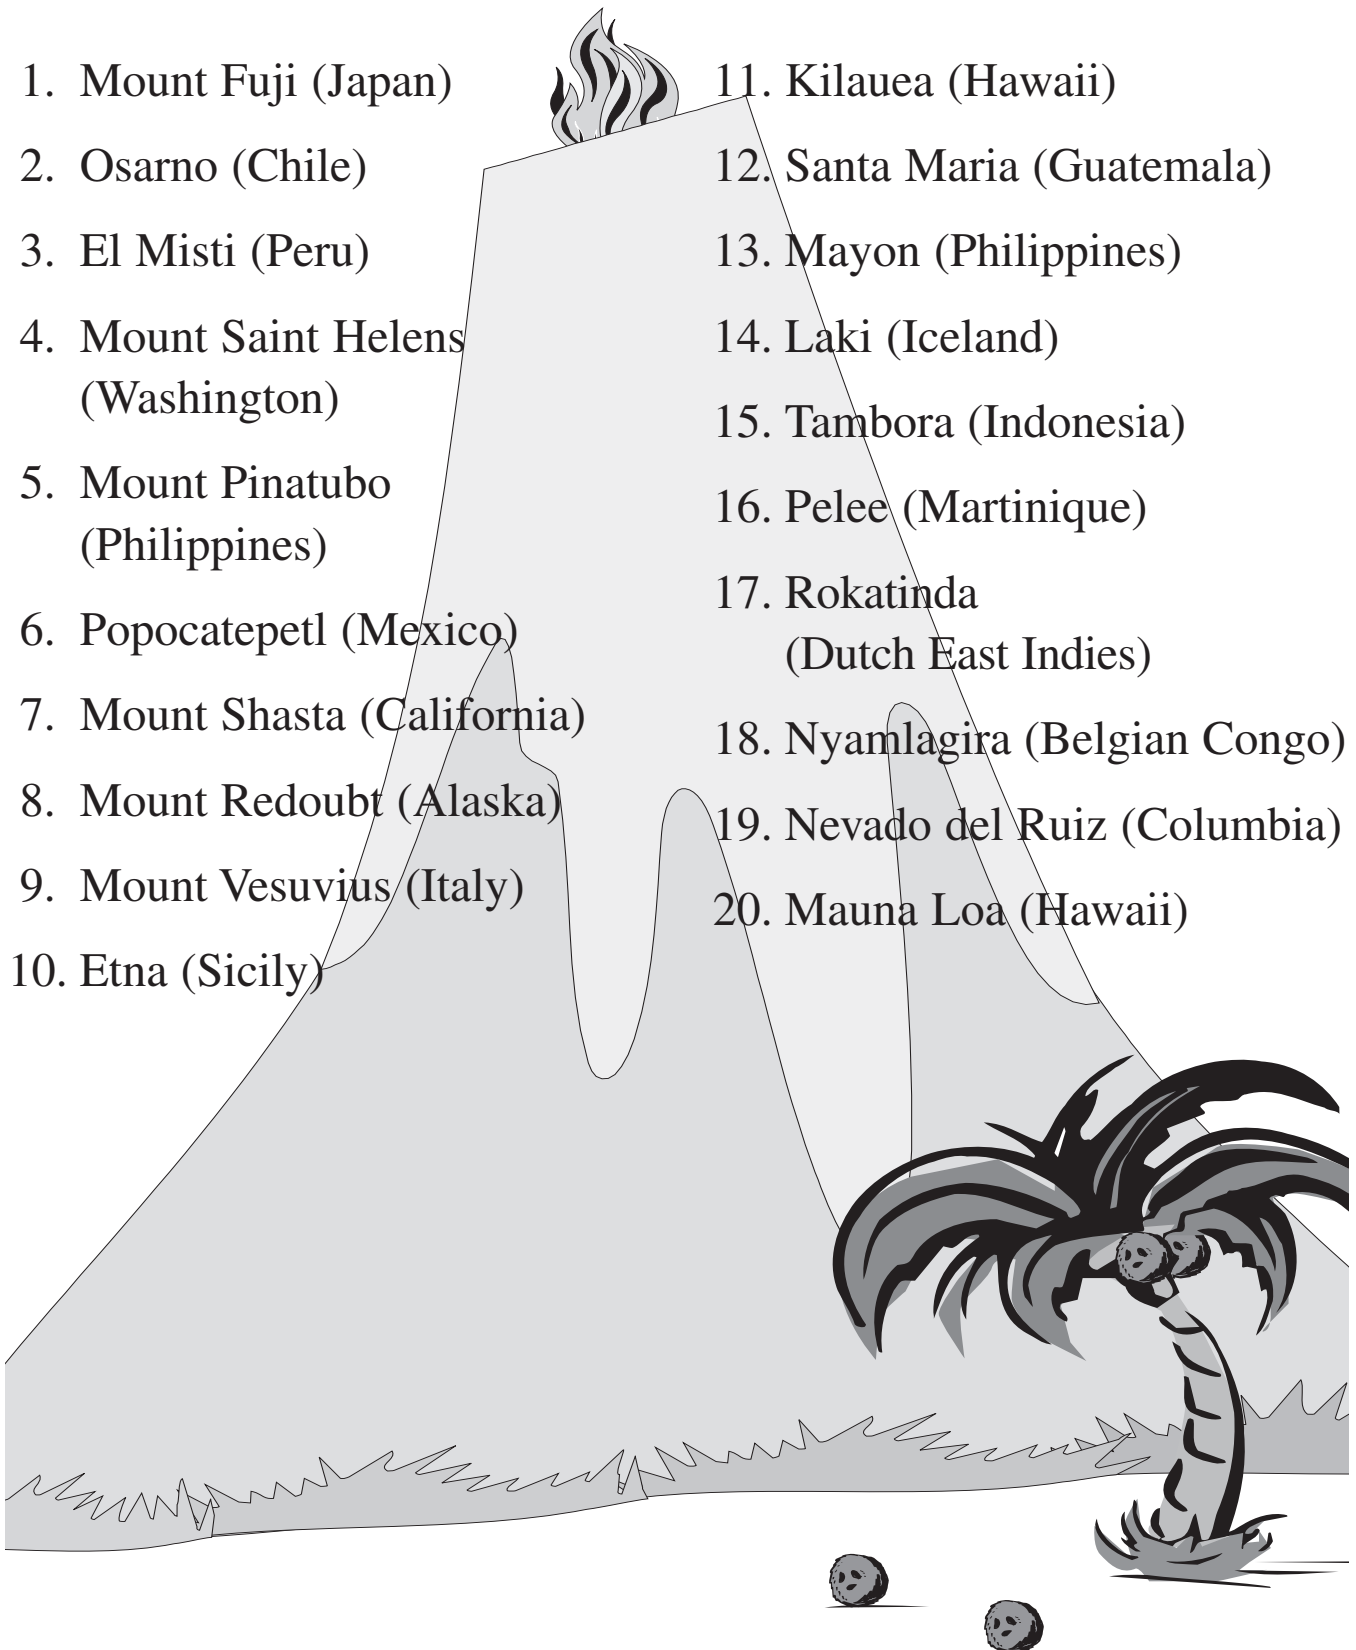 1. Mount Fuji (Japan)
2. Osarno (Chile)
3. El Misti (Peru)
4. Mount Saint Helens
(Washington)
5. Mount Pinatubo
(Philippines)
6. Popocatepetl (Mexico)
7. Mount Shasta (California)
8. Mount Redoubt (Alaska)
9. Mount Vesuvius (Italy)
10. Etna (Sicily)
11. Kilauea (Hawaii)
12. Santa Maria (Guatemala)
13. Mayon (Philippines)
14. Laki (Iceland)
15. Tambora (Indonesia)
16. Pelee (Martinique)
17. Rokatinda
(Dutch East Indies)
18. Nyamlagira (Belgian Congo)
19. Nevado del Ruiz (Columbia)
20. Mauna Loa (Hawaii)